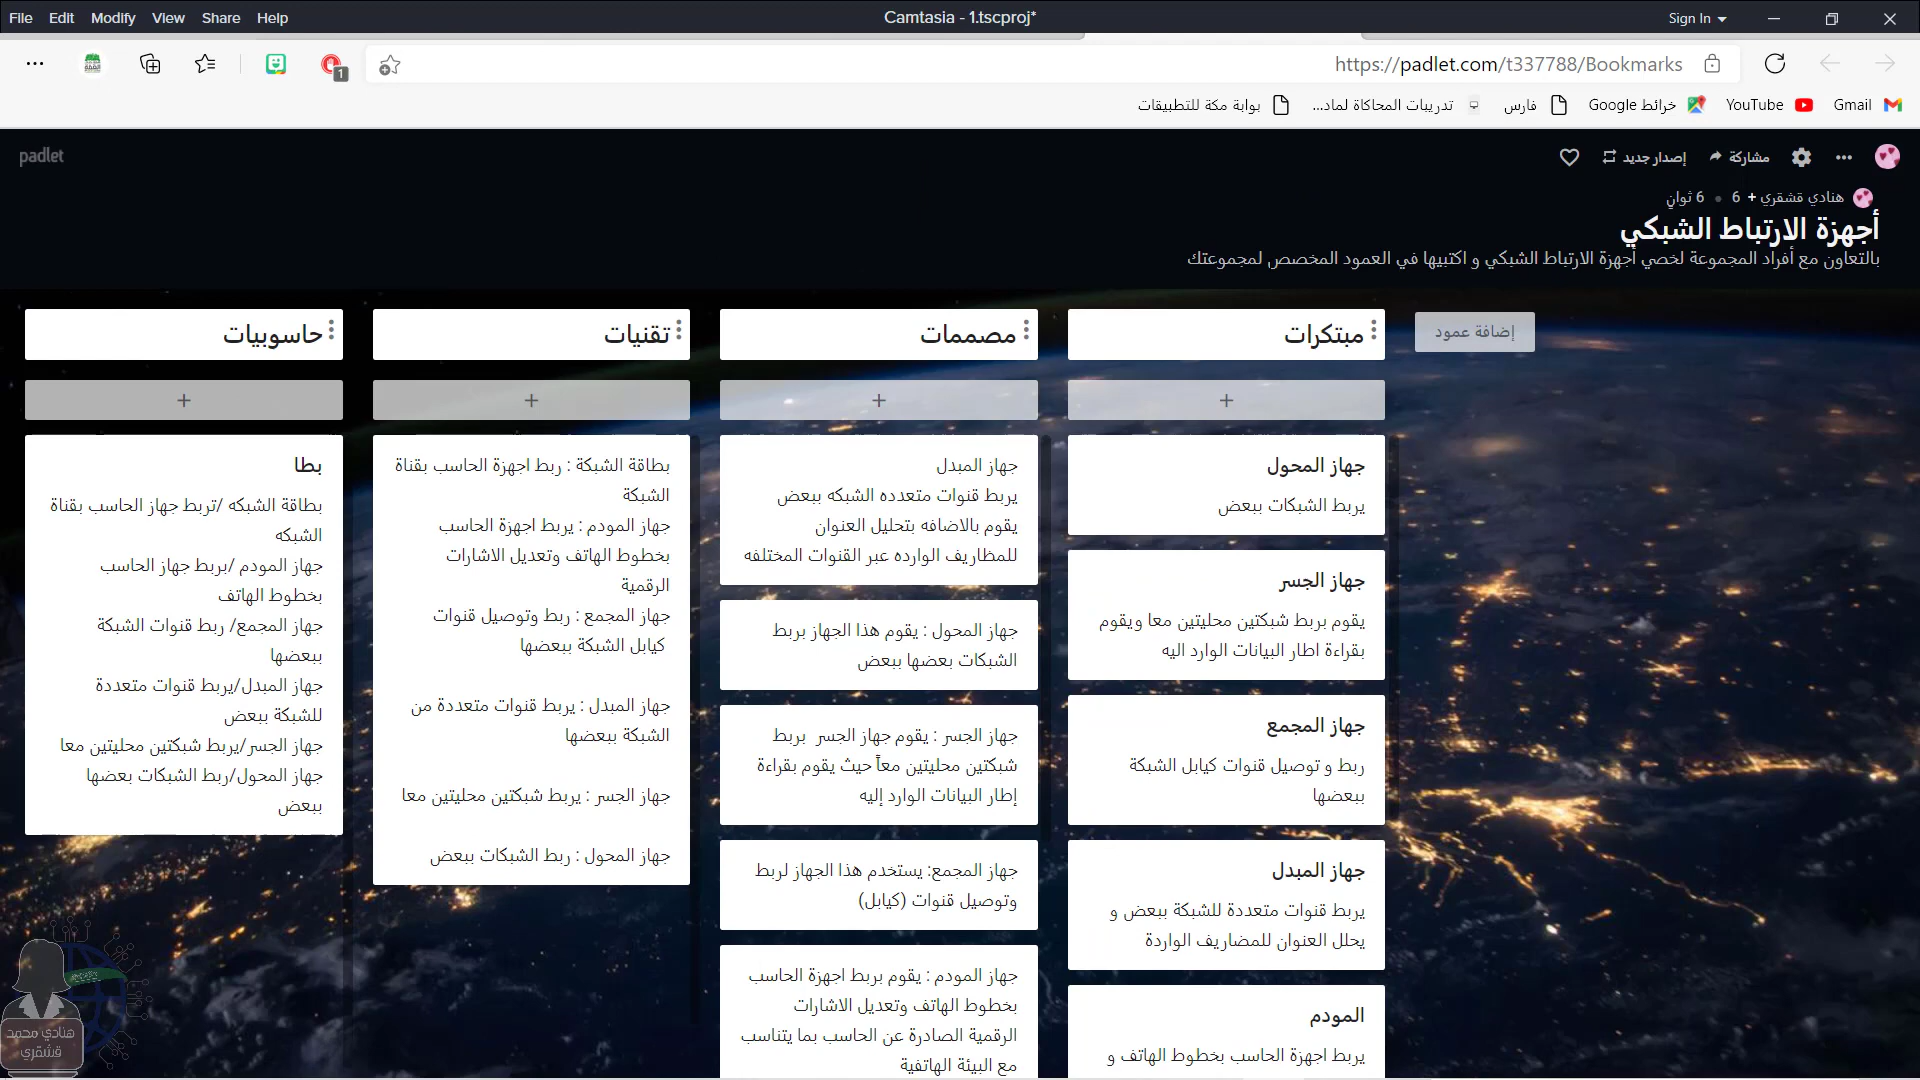 File Edit Modify View Share Help
Camtasia - 1.tscproj*
Sign In
1
https://padlet.com/t337788/Bookmarks
Gmail
YouTube
خرائط Google
فارس
تدريبات المحاكاة لماد...
بوابة مكة للتطبيقات
padlet
إصدار جديد
مشاركة
هنادي قشقري + 6 • 6 ثوانٍ
أجهزة الارتباط الشبكي
بالتعاون مع أفراد المجموعة لخصي أجهزة الارتباط الشبكي و اكتبيها في العمود المخصص لمجموعتك
إضافة عمود
مبتكرات
+
جهاز المحول
يربط الشبكات ببعض
جهاز الجسر
يقوم بربط شبكتين محليتين معا ويقوم
بقراءة اطار البيانات الوارد اليه
جهاز المجمع
ربط و توصيل قنوات كيابل الشبكة
ببعضها
جهاز المبدل
يربط قنوات متعددة للشبكة ببعض و
يحلل العنوان للمضاريف الواردة
المودم
يربط اجهزة الحاسب بخطوط الهاتف و
مصممات
+
جهاز المبدل
يربط قنوات متعدده الشبكه ببعض
يقوم بالاضافه بتحليل العنوان
للمظاريف الوارده عبر القنوات المختلفه
جهاز المحول : يقوم هذا الجهاز بربط
الشبكات بعضها ببعض
جهاز الجسر : يقوم جهاز الجسر بربط
شبكتين محليتين معاً حيث يقوم بقراءة
إطار البيانات الوارد إليه
جهاز المجمع: يستخدم هذا الجهاز لربط
وتوصيل قنوات (كيابل)
جهاز المودم : يقوم بربط اجهزة الحاسب
بخطوط الهاتف وتعديل الاشارات
الرقمية الصادرة عن الحاسب بما يتناسب
مع البيئة الهاتفية
تقنيات
+
بطاقة الشبكة : ربط اجهزة الحاسب بقناة
الشبكة
جهاز المودم : يربط اجهزة الحاسب
بخطوط الهاتف وتعديل الاشارات
الرقمية
جهاز المجمع : ربط وتوصيل قنوات
كيابل الشبكة ببعضها
جهاز المبدل : يربط قنوات متعددة من
الشبكة ببعضها
جهاز الجسر : يربط شبكتين محليتين معا
جهاز المحول : ربط الشبكات ببعض
حاسوبيات
+
بطا
بطاقة الشبكه /تربط جهاز الحاسب بقناة
الشبكه
جهاز المودم /بربط جهاز الحاسب
بخطوط الهاتف
جهاز المجمع/ ربط قنوات الشبكة
ببعضها
جهاز المبدل/يربط قنوات متعددة
للشبكة ببعض
جهاز الجسر/يربط شبكتين محليتين معا
جهاز المحول/ربط الشبكات بعضها
ببعض
هنادي محمد
قشقري